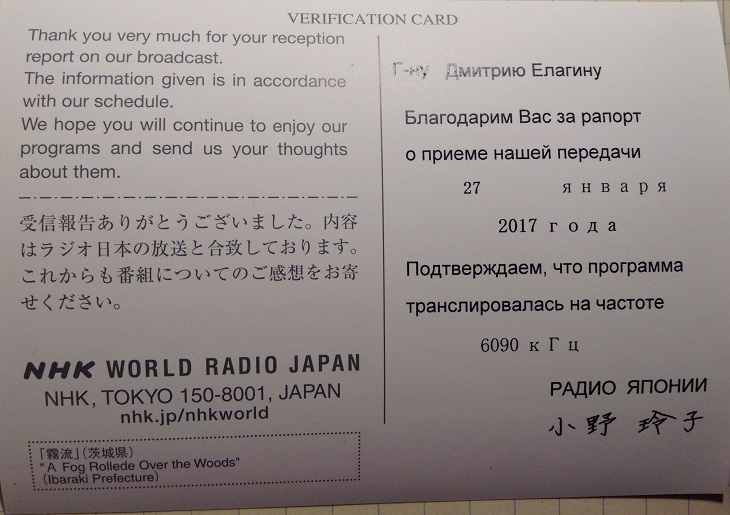 VERIFICATION CARD
Thank you very much for your reception
report on our broadcast.
The information given is in accordance
with our schedule.
We hope you will continue to enjoy our
programs and send us your thoughts
about them.
受信報告ありがとうございました。内容
はラジオ日本の放送と合致しております。
これからも番組についてのご感想をお寄
せください。
NHK WORLD RADIO JAPAN
NHK, TOKYO 150-8001, JAPAN
nhk.jp/nhkworld
「霧流」(茨城県)
"A Fog Rollede Over the Woods"
(Ibaraki Prefecture)
Г-ну Дмитрию Елагину
Благодарим Вас за рапорт
о приеме нашей передачи
27 января
2017 года
Подтверждаем, что программа
транслировалась на частоте
6090 кГц
РАДИО ЯПОНИИ
小野 玲子